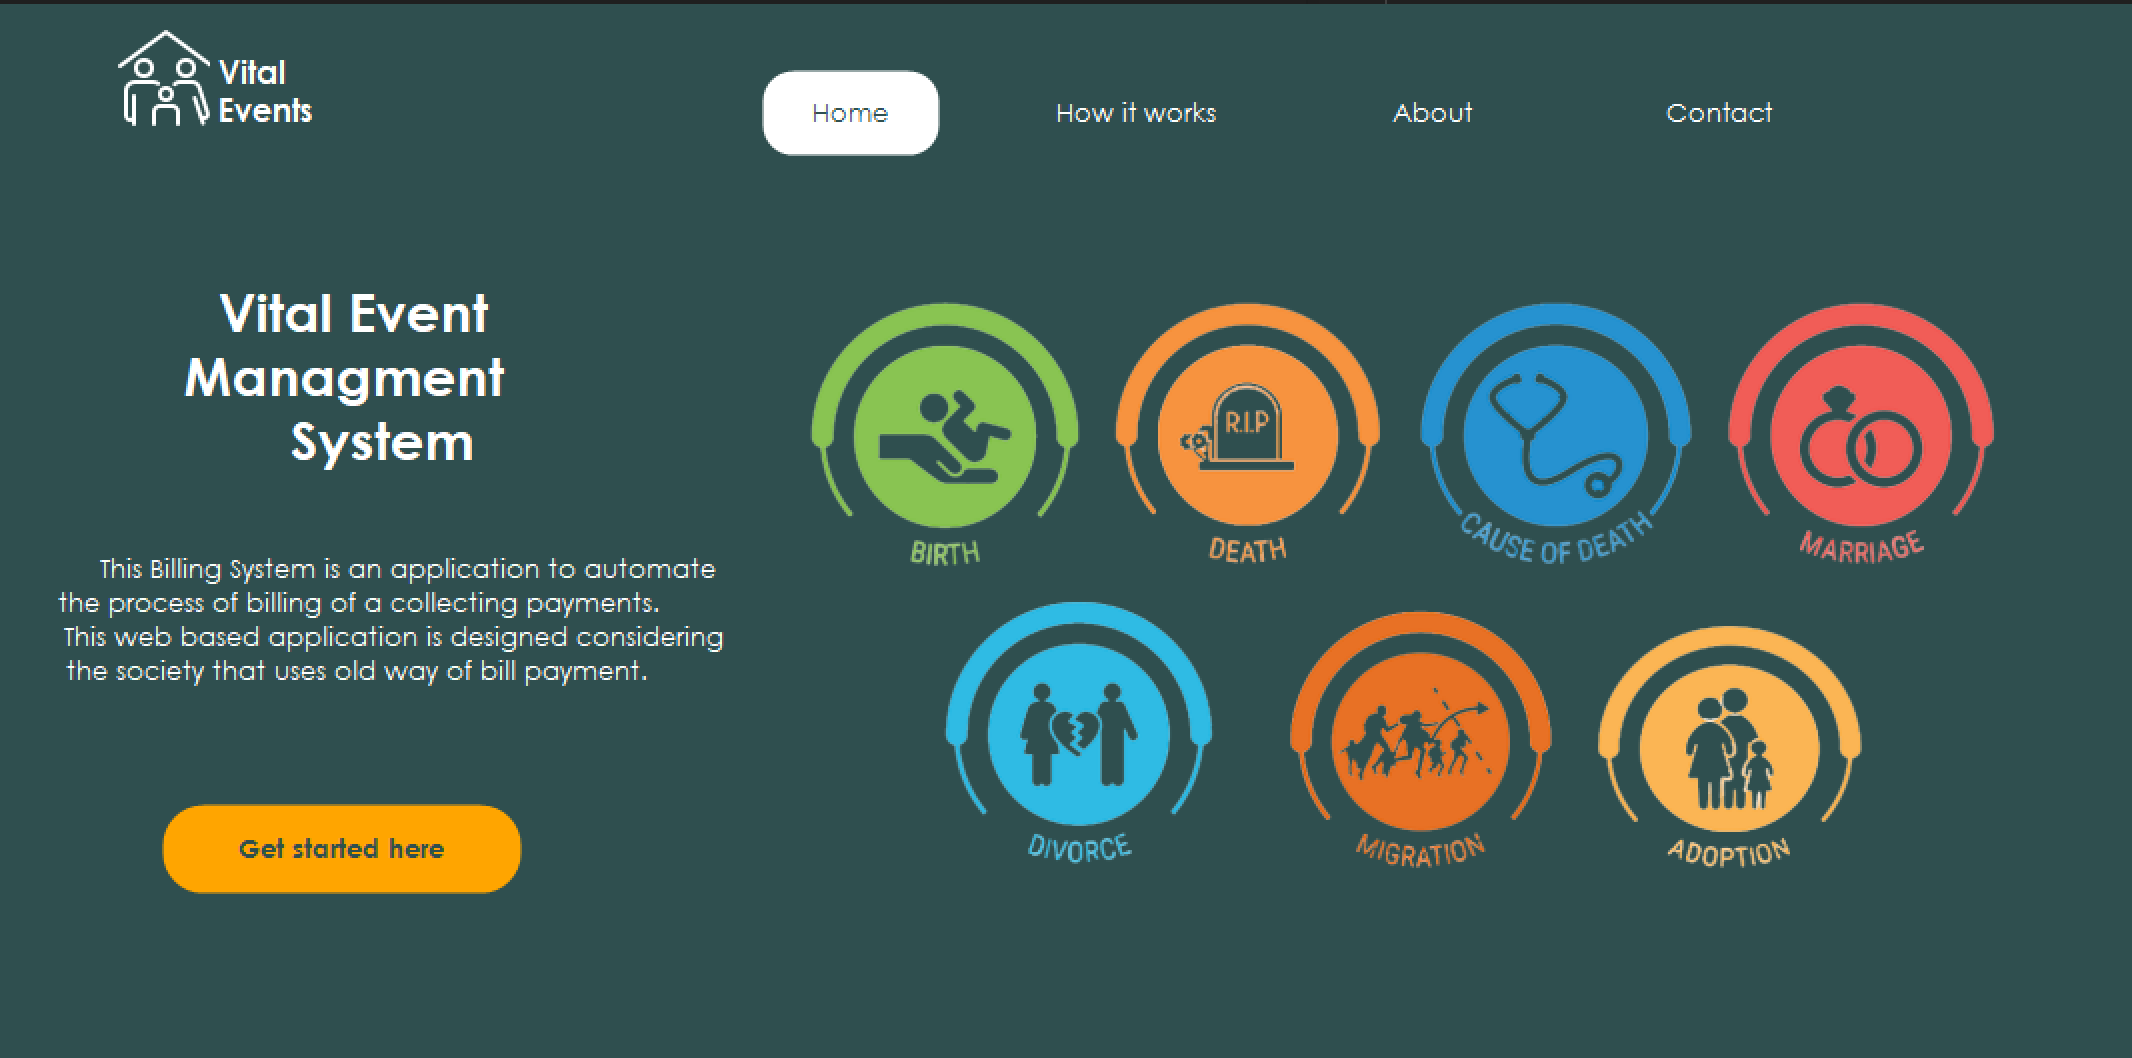 Vital
Events
Home
How it works
About
Contact
Vital Event
Managment
System
This Billing System is an application to automate
the process of billing of a collecting payments.
This web based application is designed considering
the society that uses old way of bill payment.
Get started here
R.I.P
BIRTH
DEATH
CAUSE OF DEATH
MARRIAGE
DIVORCE
MIGRATION
ADOPTION